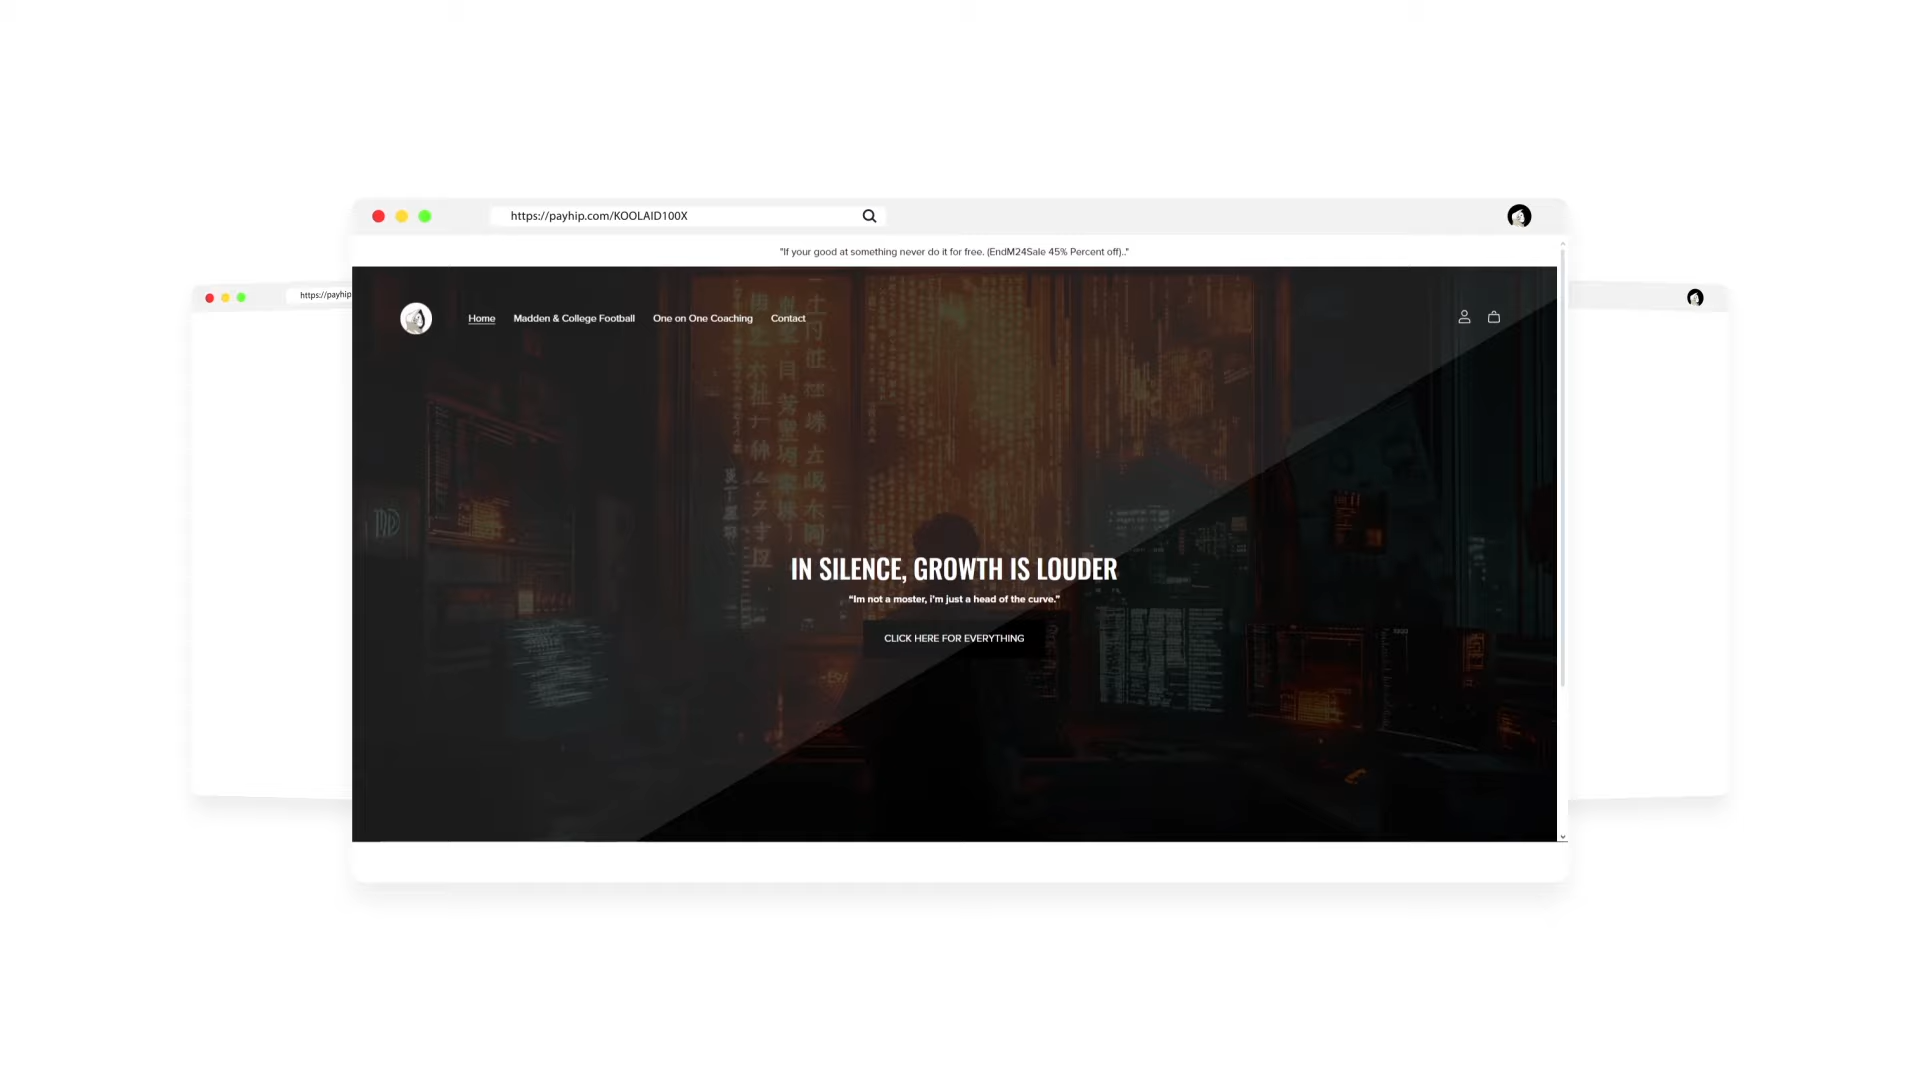 https://payhip.com/KOOLAID100X
"If your good at something never do it for free. (EndM24Sale 45% Percent off).."
https://payhip
Home Madden & College Football One on One Coaching Contact
IN SILENCE, GROWTH IS LOUDER
“Im not a moster, i'm just a head of the curve.”
CLICK HERE FOR EVERYTHING